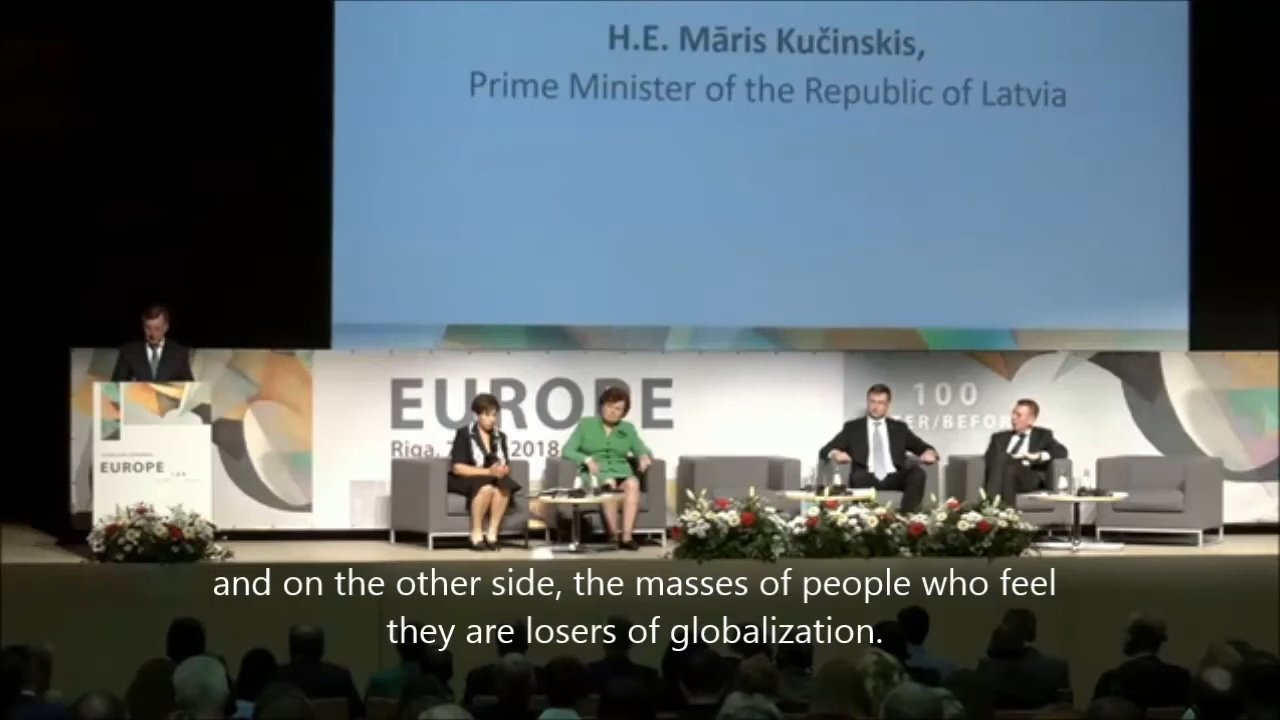 H.E. Māris Kučinskis,
Prime Minister of the Republic of Latvia
EUROPE
100
Riga, 2018
EUROPE
and on the other side, the masses of people who feel
they are losers of globalization.